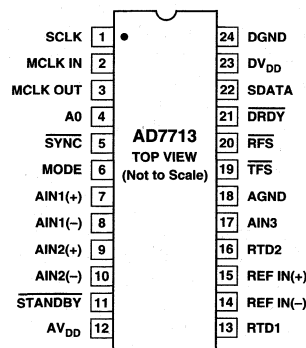 SCLK 1 24 DGND
MCLK IN 2 23 DVDD
MCLK OUT 3 22 SDATA
A0 4 21 DRDY
SYNC 5 20 RFS
MODE 6 19 TFS
AIN1(+) 7 18 AGND
AIN1(–) 8 17 AIN3
AIN2(+) 9 16 RTD2
AIN2(–) 10 15 REF IN(+)
STANDBY 11 14 REF IN(–)
AVDD 12 13 RTD1
AD7713
TOP VIEW
(Not to Scale)